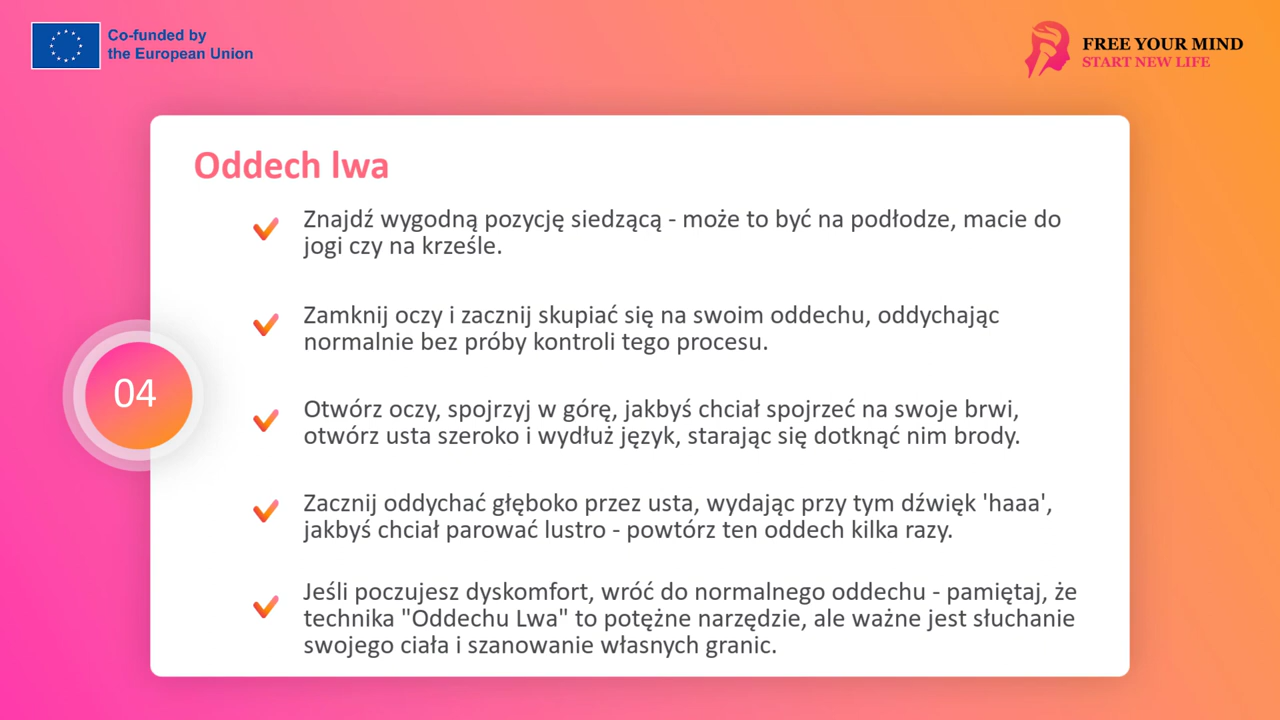 Co-funded by
the European Union
FREE YOUR MIND
START NEW LIFE
Oddech lwa
Znajdź wygodną pozycję siedzącą - może to być na podłodze, macie do
jogi czy na krześle.
Zamknij oczy i zacznij skupiać się na swoim oddechu, oddychając
normalnie bez próby kontroli tego procesu.
04
Otwórz oczy, spojrzyj w górę, jakbyś chciał spojrzeć na swoje brwi,
otwórz usta szeroko i wydłuż język, starając się dotknąć nim brody.
Zacznij oddychać głęboko przez usta, wydając przy tym dźwięk 'haaa',
jakbyś chciał parować lustro - powtórz ten oddech kilka razy.
Jeśli poczujesz dyskomfort, wróć do normalnego oddechu - pamiętaj, że
technika "Oddechu Lwa" to potężne narzędzie, ale ważne jest słuchanie
swojego ciała i szanowanie własnych granic.